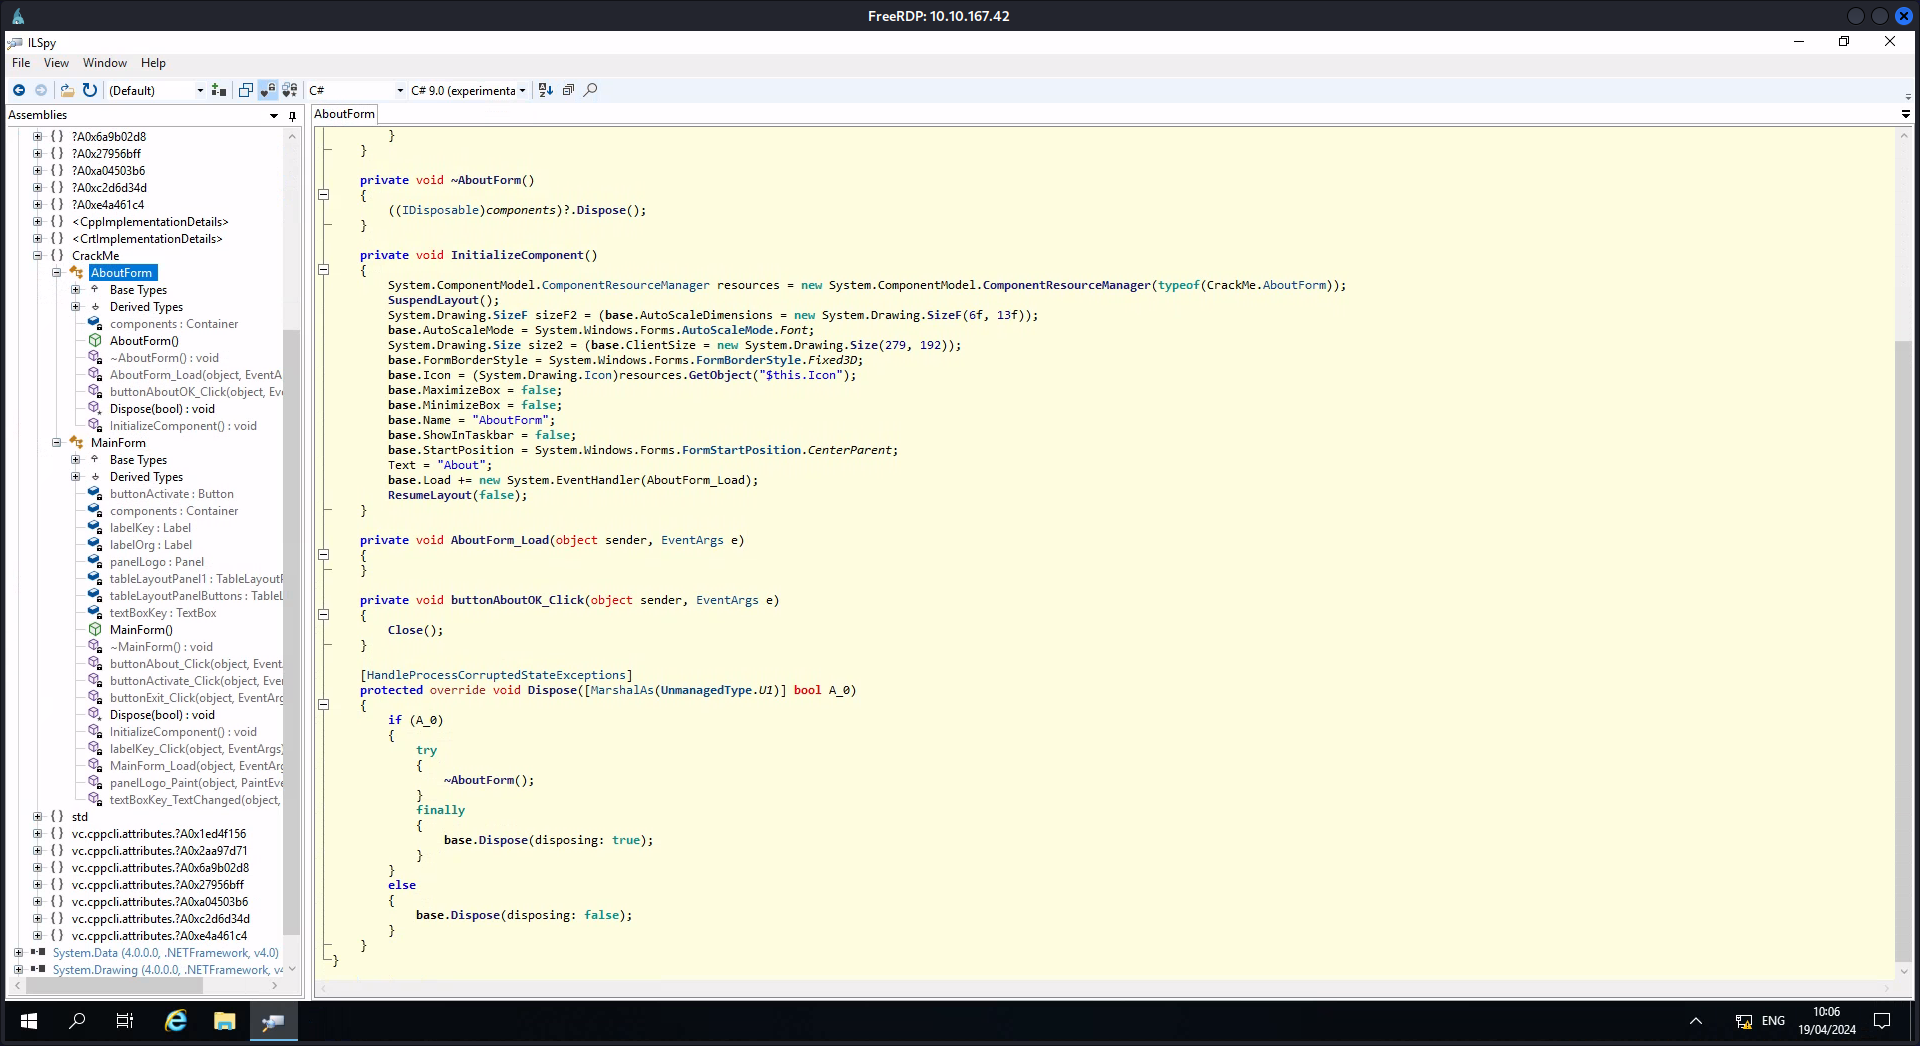 FreeRDP: 10.10.167.42
ILSpy
File View Window Help
(Default) C# C# 9.0 (experimenta
Assemblies
AboutForm
?A0x6a9b02d8
?A0x27956bff
?A0xa04503b6
?A0xc2d6d34d
?A0xe4a461c4
<CppImplementationDetails>
<CrtImplementationDetails>
CrackMe
AboutForm
Base Types
Derived Types
components : Container
AboutForm()
~AboutForm() : void
AboutForm_Load(object, EventA
buttonAboutOK_Click(object, Eve
Dispose(bool) : void
InitializeComponent() : void
MainForm
Base Types
Derived Types
buttonActivate : Button
components : Container
labelKey : Label
labelOrg : Label
panelLogo : Panel
tableLayoutPanel1 : TableLayoutP
tableLayoutPanelButtons : TableL
textBoxKey : TextBox
MainForm()
~MainForm() : void
buttonAbout_Click(object, Event
buttonActivate_Click(object, Eve
buttonExit_Click(object, EventArg
Dispose(bool) : void
InitializeComponent() : void
labelKey_Click(object, EventArgs)
MainForm_Load(object, EventArg
panelLogo_Paint(object, PaintEve
textBoxKey_TextChanged(object,
std
vc.cppcli.attributes.?A0x1ed4f156
vc.cppcli.attributes.?A0x2aa97d71
vc.cppcli.attributes.?A0x6a9b02d8
vc.cppcli.attributes.?A0x27956bff
vc.cppcli.attributes.?A0xa04503b6
vc.cppcli.attributes.?A0xc2d6d34d
vc.cppcli.attributes.?A0xe4a461c4
System.Data (4.0.0.0, .NETFramework, v4.0)
System.Drawing (4.0.0.0, .NETFramework, v4
}
}
private void ~AboutForm()
{
((IDisposable)components)?.Dispose();
}
private void InitializeComponent()
{
System.ComponentModel.ComponentResourceManager resources = new System.ComponentModel.ComponentResourceManager(typeof(CrackMe.AboutForm));
SuspendLayout();
System.Drawing.SizeF sizeF2 = (base.AutoScaleDimensions = new System.Drawing.SizeF(6f, 13f));
base.AutoScaleMode = System.Windows.Forms.AutoScaleMode.Font;
System.Drawing.Size size2 = (base.ClientSize = new System.Drawing.Size(279, 192));
base.FormBorderStyle = System.Windows.Forms.FormBorderStyle.Fixed3D;
base.Icon = (System.Drawing.Icon)resources.GetObject("$this.Icon");
base.MaximizeBox = false;
base.MinimizeBox = false;
base.Name = "AboutForm";
base.ShowInTaskbar = false;
base.StartPosition = System.Windows.Forms.FormStartPosition.CenterParent;
Text = "About";
base.Load += new System.EventHandler(AboutForm_Load);
ResumeLayout(false);
}
private void AboutForm_Load(object sender, EventArgs e)
{
}
private void buttonAboutOK_Click(object sender, EventArgs e)
{
Close();
}
[HandleProcessCorruptedStateExceptions]
protected override void Dispose([MarshalAs(UnmanagedType.U1)] bool A_0)
{
if (A_0)
{
try
{
~AboutForm();
}
finally
{
base.Dispose(disposing: true);
}
}
else
{
base.Dispose(disposing: false);
}
}
}
ENG
10:06
19/04/2024